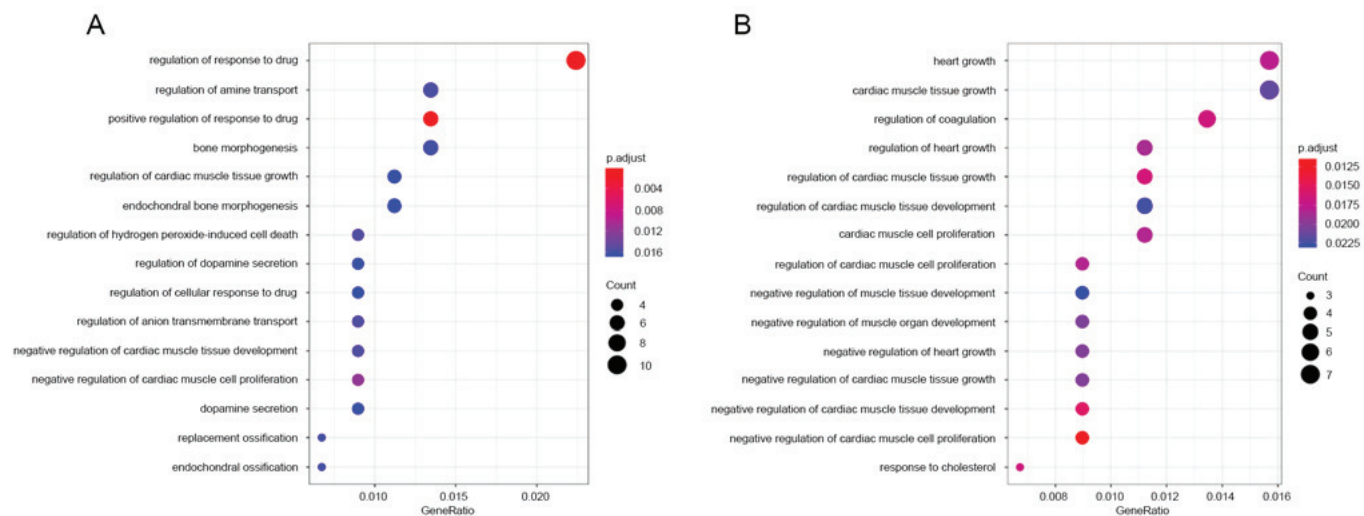 A
regulation of response to drug
regulation of amine transport
positive regulation of response to drug
bone morphogenesis
regulation of cardiac muscle tissue growth
endochondral bone morphogenesis
regulation of hydrogen peroxide-induced cell death
regulation of dopamine secretion
regulation of cellular response to drug
regulation of anion transmembrane transport
negative regulation of cardiac muscle tissue development
negative regulation of cardiac muscle cell proliferation
dopamine secretion
replacement ossification
endochondral ossification
0.010 0.015 0.020
GeneRatio
p.adjust
0.004
0.008
0.012
0.016
Count
4
6
8
10
B
heart growth
cardiac muscle tissue growth
regulation of coagulation
regulation of heart growth
regulation of cardiac muscle tissue growth
regulation of cardiac muscle tissue development
cardiac muscle cell proliferation
regulation of cardiac muscle cell proliferation
negative regulation of muscle tissue development
negative regulation of muscle organ development
negative regulation of heart growth
negative regulation of cardiac muscle tissue growth
negative regulation of cardiac muscle tissue development
negative regulation of cardiac muscle cell proliferation
response to cholesterol
0.008 0.010 0.012 0.014 0.016
GeneRatio
p.adjust
0.0125
0.0150
0.0175
0.0200
0.0225
Count
3
4
5
6
7